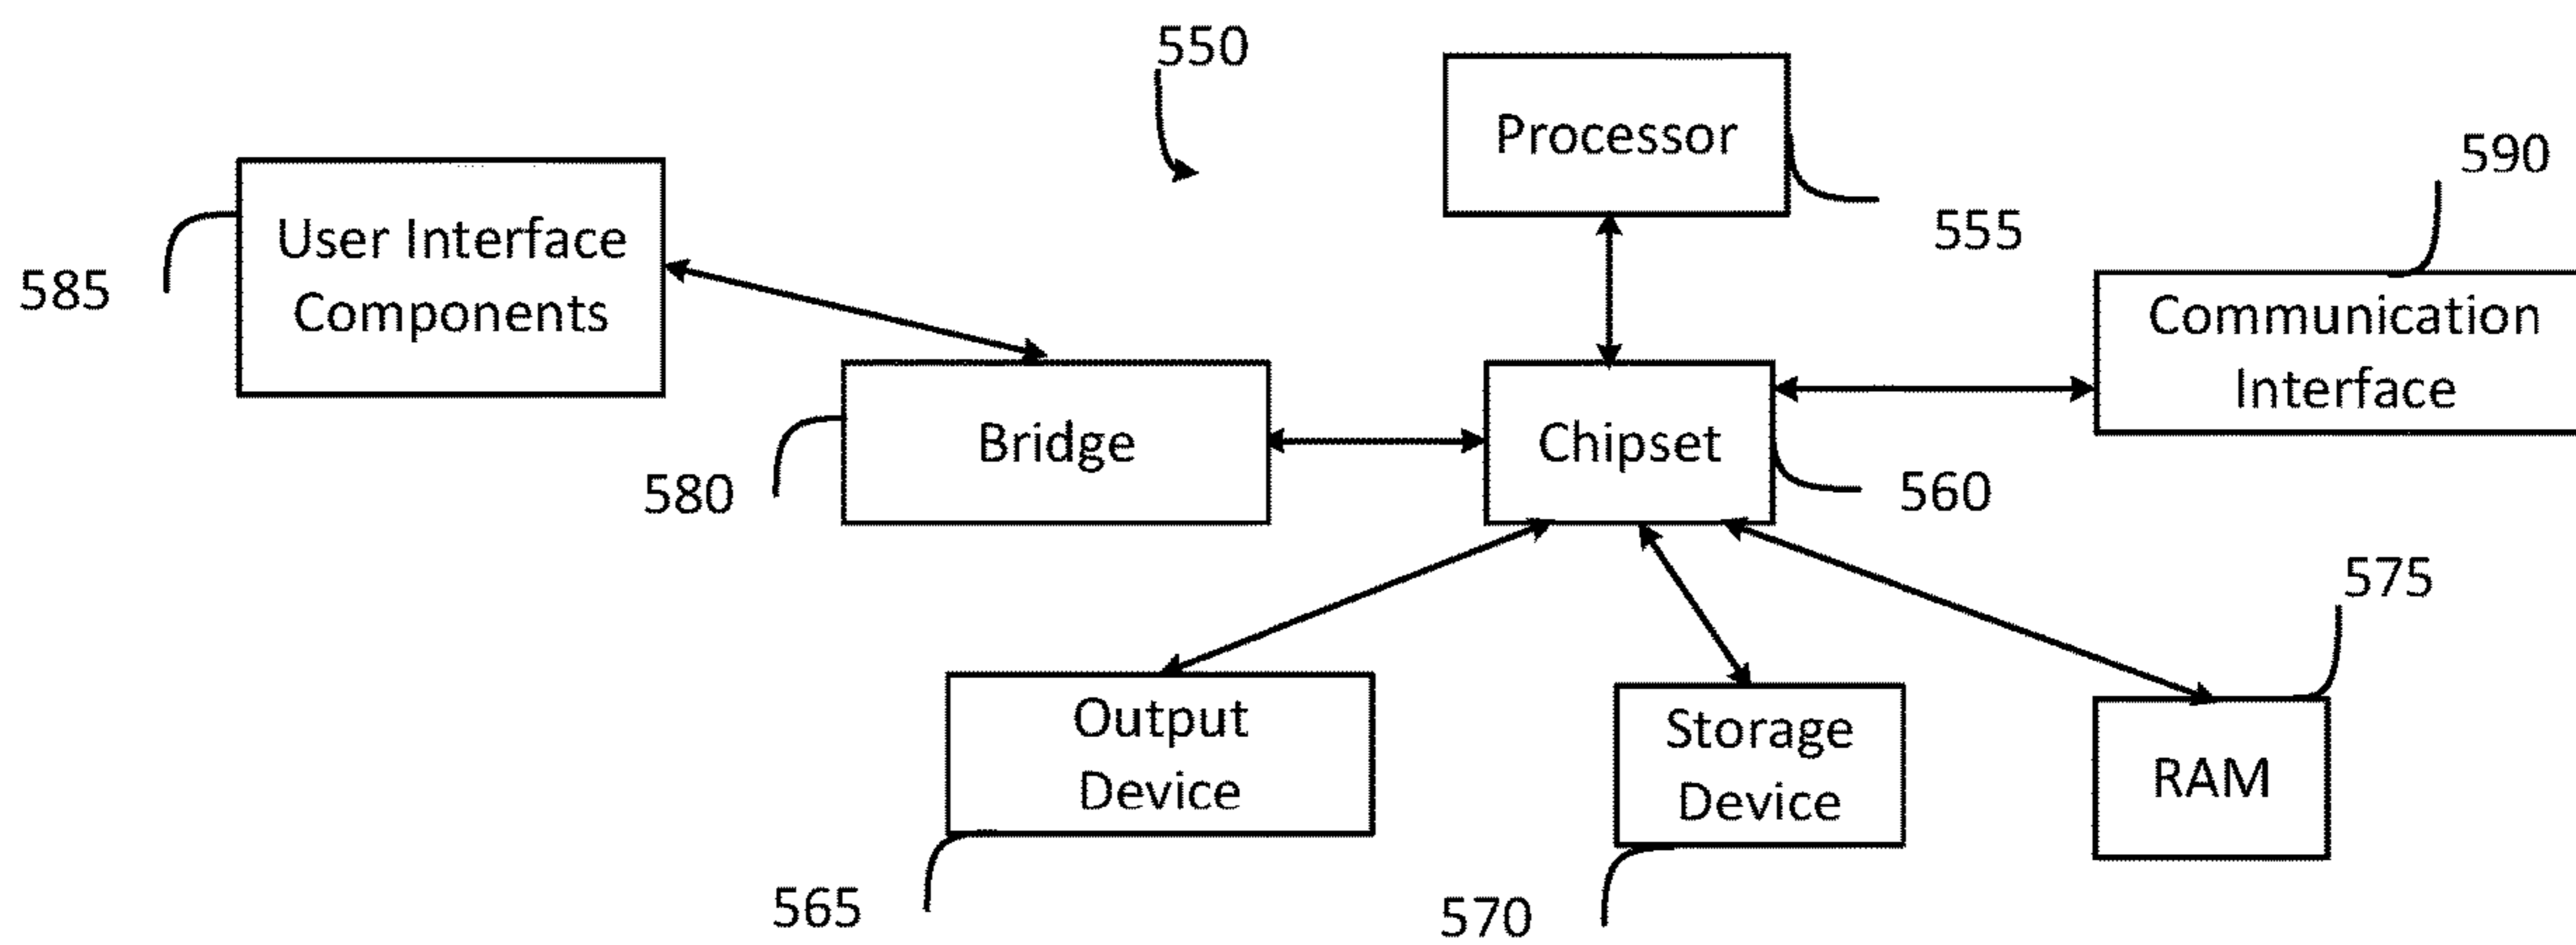 550
Processor
590
555
User Interface
Components
585
Communication
Interface
Bridge
Chipset
580
560
575
Output
Device
Storage
Device
RAM
565
570